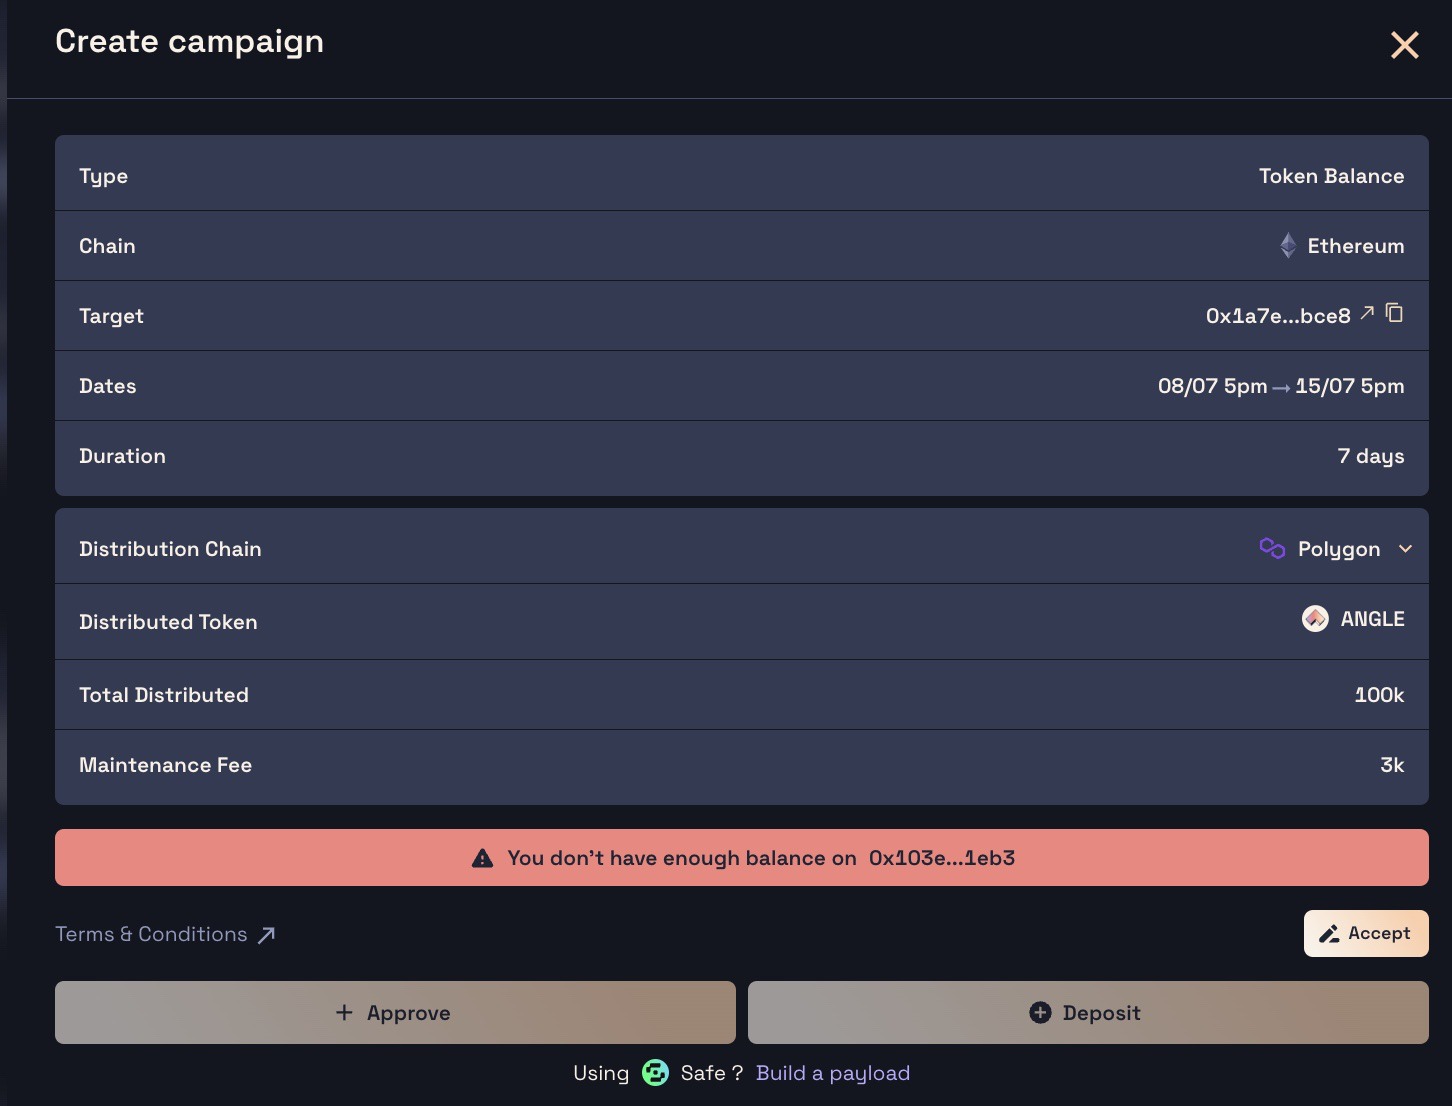 Create campaign
Type Token Balance
Chain Ethereum
Target 0x1a7e...bce8
Dates 08/07 5pm → 15/07 5pm
Duration 7 days
Distribution Chain Polygon
Distributed Token ANGLE
Total Distributed 100k
Maintenance Fee 3k
You don't have enough balance on 0x103e...1eb3
Terms & Conditions Accept
Approve Deposit
Using Safe ? Build a payload